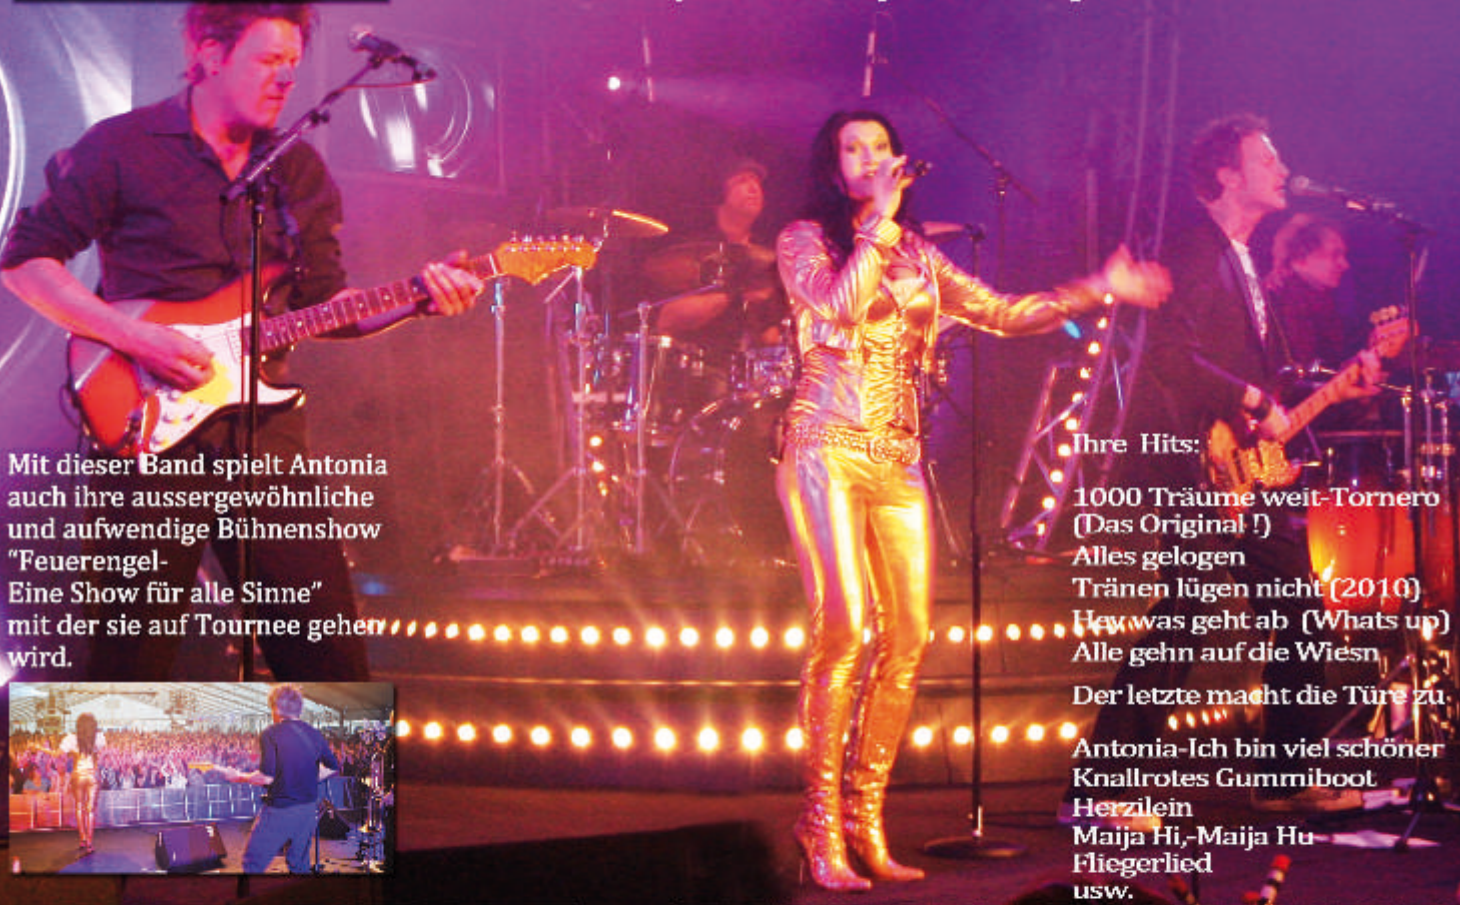 Mit dieser Band spielt Antonia
auch ihre aussergewöhnliche
und aufwendige Bühnenshow
"Feuerengel-
Eine Show für alle Sinne"
mit der sie auf Tournee gehen
wird.
Ihre Hits:
1000 Träume weit-Tornero
(Das Original !)
Alles gelogen
Tränen lügen nicht (2010)
Hey was geht ab (Whats up)
Alle gehn auf die Wiesn
Der letzte macht die Türe zu
Antonia-Ich bin viel schöner
Knallrotes Gummiboot
Herzilein
Maija Hi,-Maija Hu
Fliegerlied
usw.